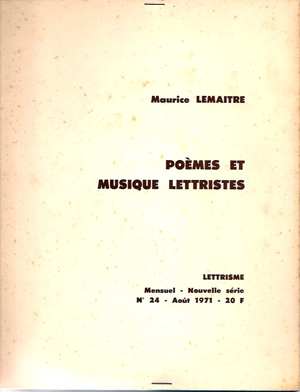 Maurice LEMAITRE
POÈMES ET
MUSIQUE LETTRISTES
LETTRISME
Mensuel - Nouvelle série
N° 24 - Août 1971 - 20 F